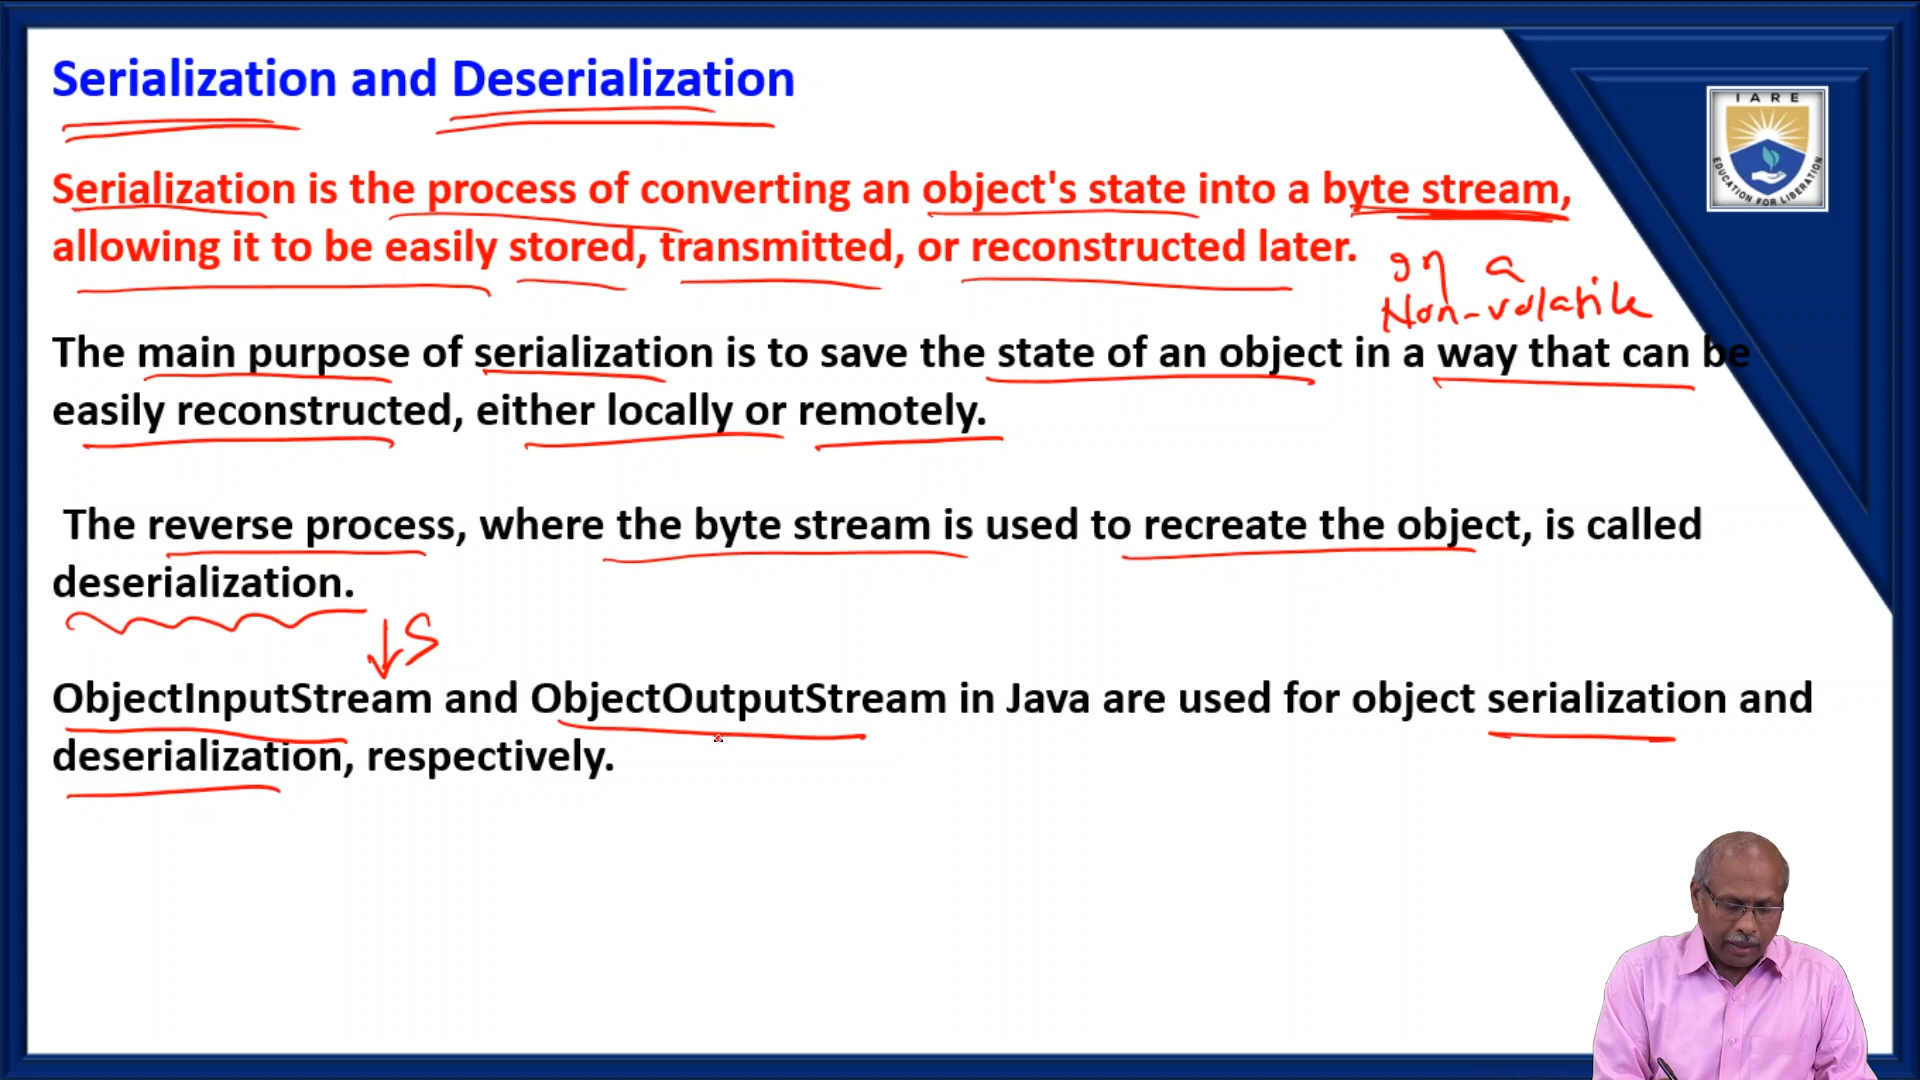 Serialization and Deserialization
IARE
EDUCATION FOR LIBERATION
Serialization is the process of converting an object's state into a byte stream,
allowing it to be easily stored, transmitted, or reconstructed later.
on a
Non-volatile
The main purpose of serialization is to save the state of an object in a way that can be
easily reconstructed, either locally or remotely.
The reverse process, where the byte stream is used to recreate the object, is called
deserialization.
S
ObjectInputStream and ObjectOutputStream in Java are used for object serialization and
deserialization, respectively.